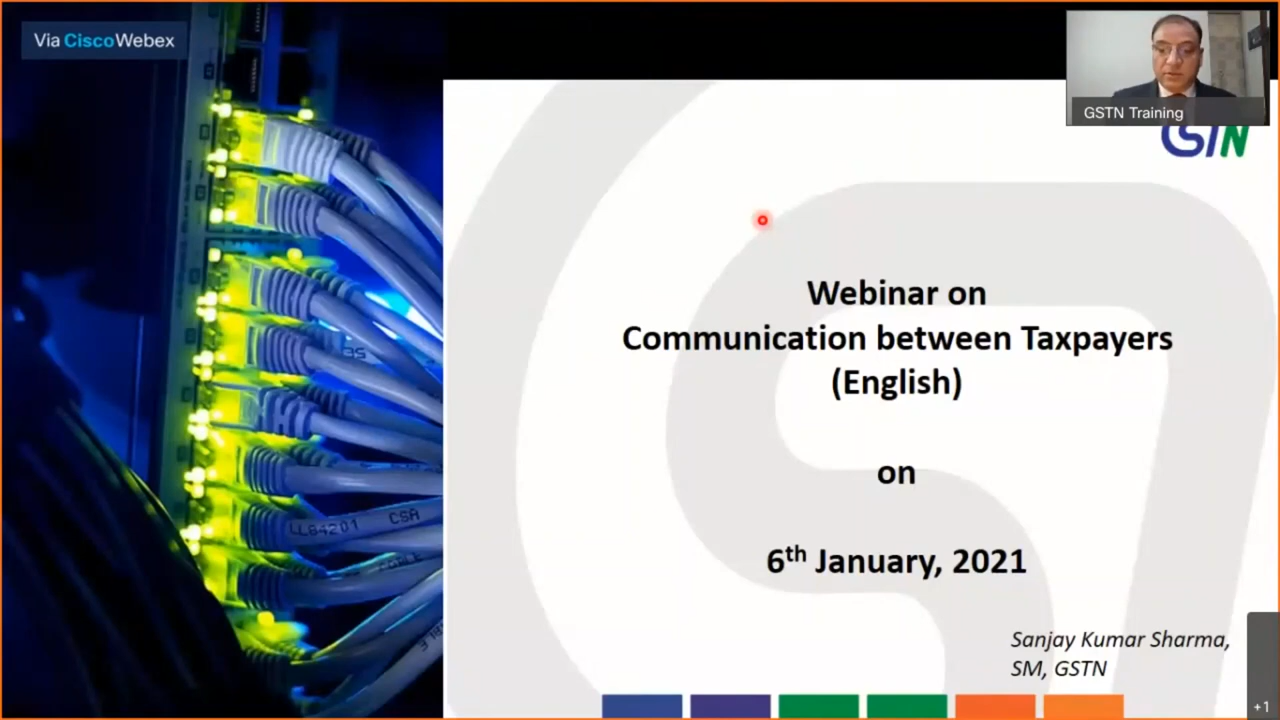 Via CiscoWebex
GSTN Training
GSTN
Webinar on
Communication between Taxpayers
(English)
on
6th January, 2021
Sanjay Kumar Sharma,
SM, GSTN
LL84201 CSA
+1